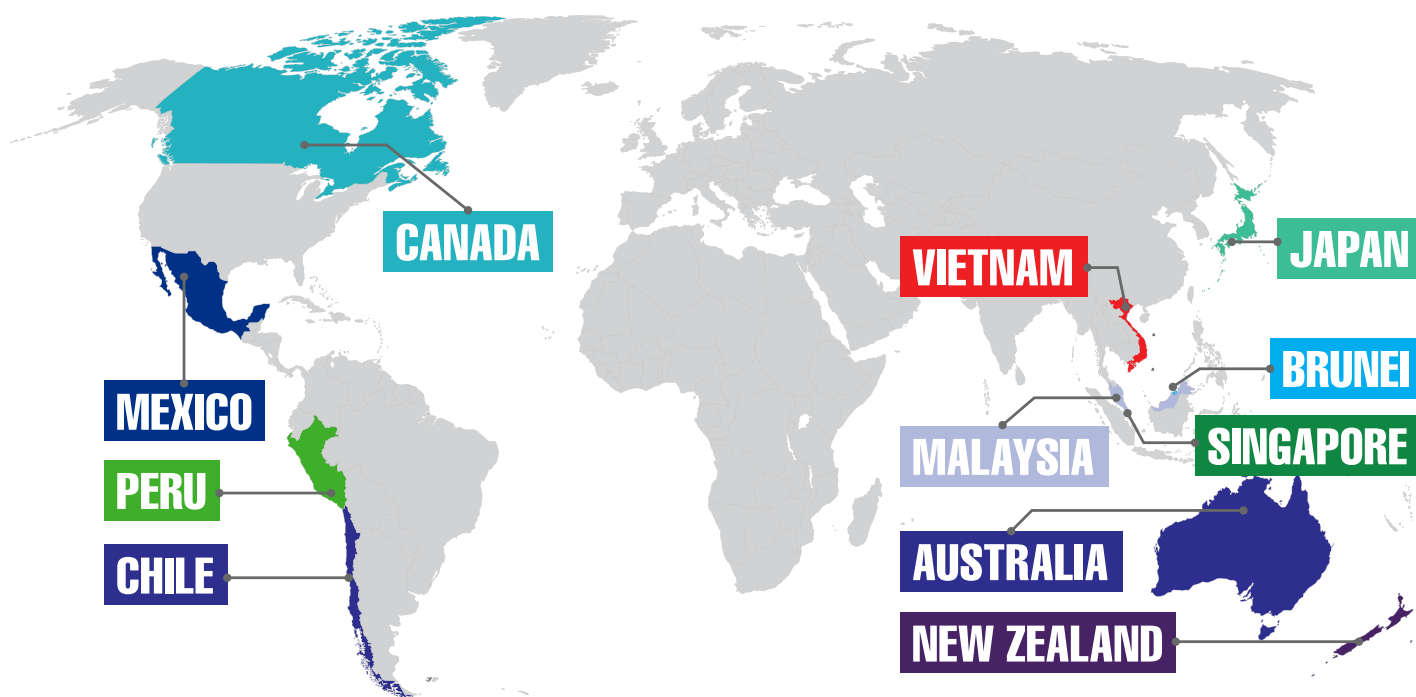 CANADA
VIETNAM
JAPAN
BRUNEI
MEXICO
MALAYSIA
SINGAPORE
PERU
AUSTRALIA
CHILE
NEW ZEALAND